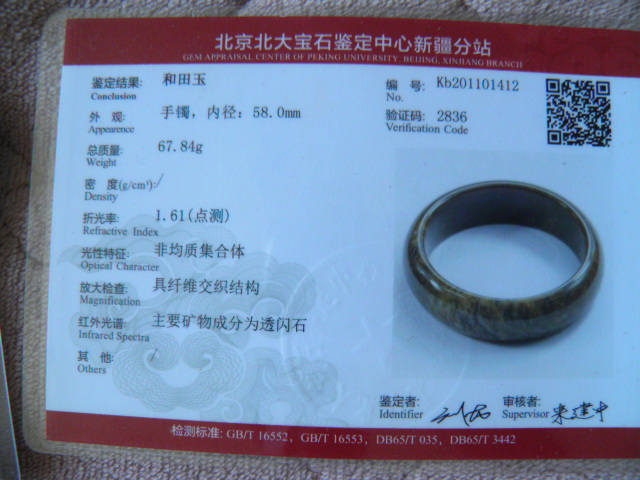 北京北大宝石鉴定中心新疆分站
GEM APPRAISAL CENTER OF PEKING UNIVERSITY, BEIJING, XINJIANG BRANCH
鉴定结果: 和田玉
Conclusion
外 观: 手镯，内径：58.0mm
Appearence
总质量: 67.84g
Weight
密 度(g/cm³): /
Density
折光率: 1.61(点测)
Refractive Index
光性特征: 非均质集合体
Optical Character
放大检查: 具纤维交织结构
Magnification
红外光谱: 主要矿物成分为透闪石
Infrared Spectra
其 他: /
Others
编 号: Kb201101412
No.
验证码: 2836
Verification Code
鉴定者:
Identifier
审核者:
Supervisor
检测标准: GB/T 16552, GB/T 16553, DB65/T 035, DB65/T 3442